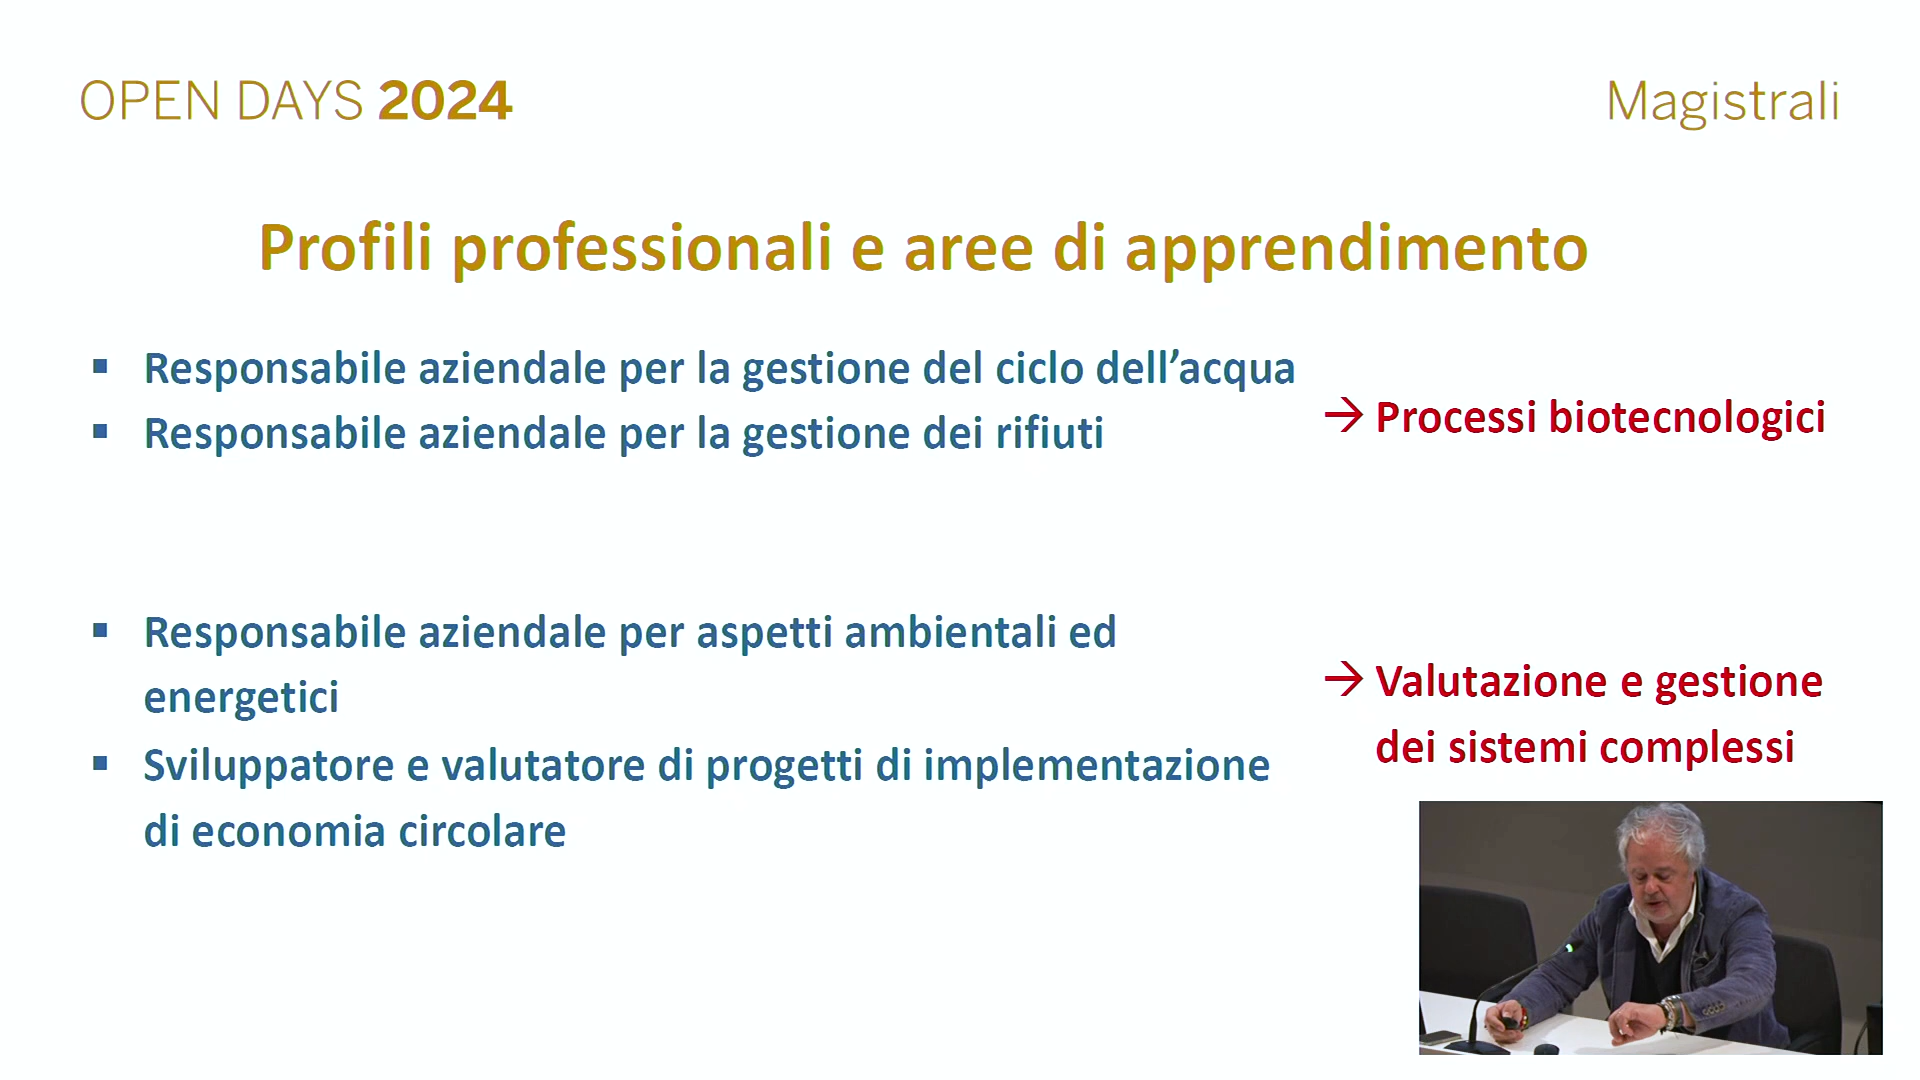 OPEN DAYS 2024
Magistrali
Profili professionali e aree di apprendimento
▪ Responsabile aziendale per la gestione del ciclo dell’acqua
▪ Responsabile aziendale per la gestione dei rifiuti
→ Processi biotecnologici
▪ Responsabile aziendale per aspetti ambientali ed
energetici
▪ Sviluppatore e valutatore di progetti di implementazione
di economia circolare
→ Valutazione e gestione
dei sistemi complessi